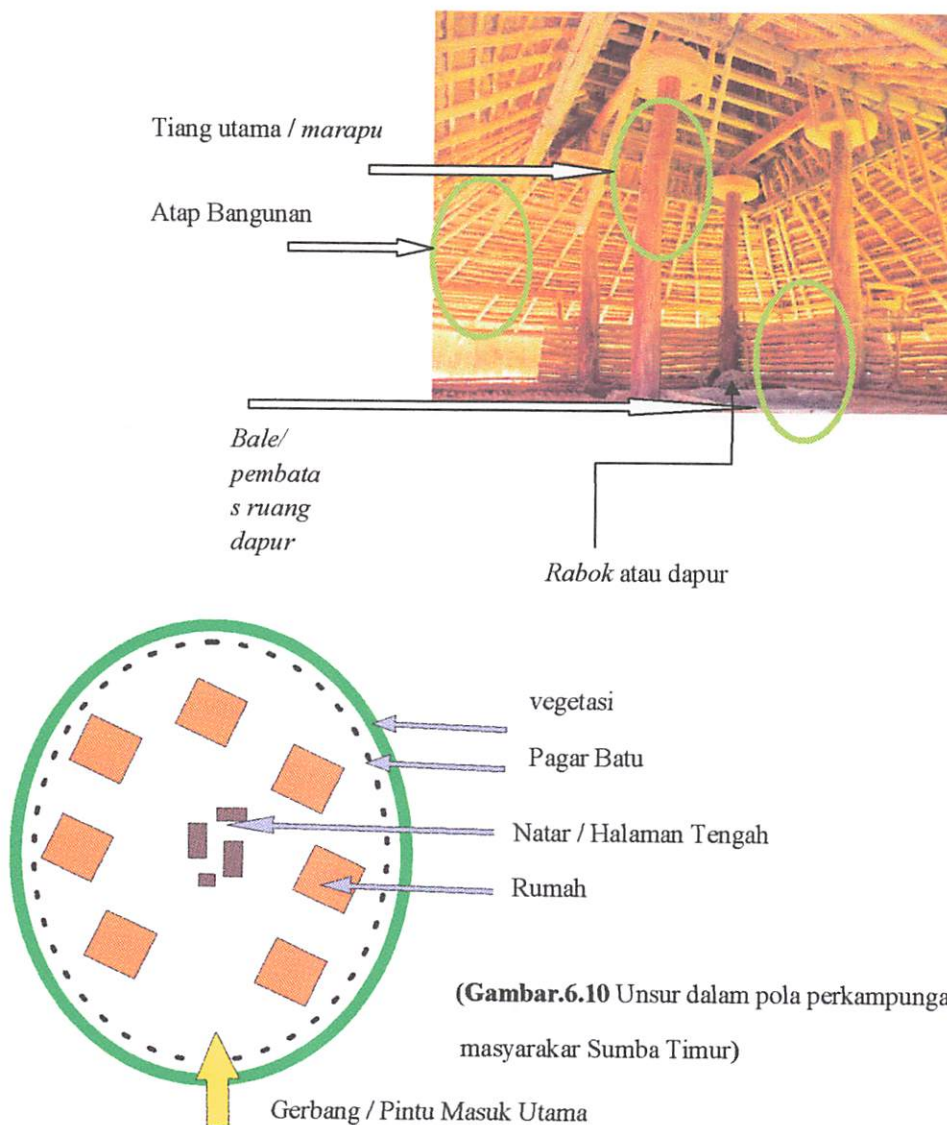 Tiang utama / marapu
Atap Bangunan
Bale/
pembata
s ruang
dapur
Rabok atau dapur
vegetasi
Pagar Batu
Natar / Halaman Tengah
Rumah
(Gambar.6.10 Unsur dalam pola perkampunga
masyarakar Sumba Timur)
Gerbang / Pintu Masuk Utama